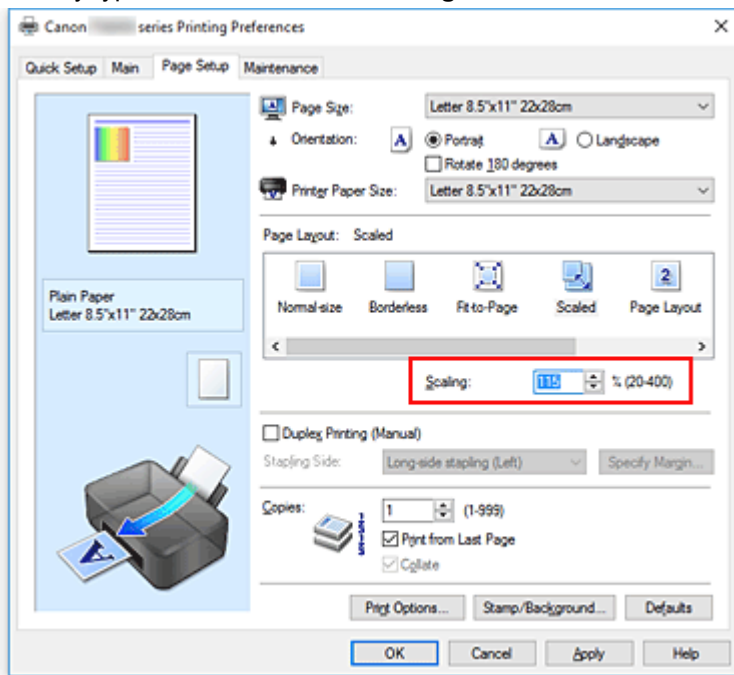 Canon series Printing Preferences
Quick Setup Main Page Setup Maintenance
Page Size: Letter 8.5"x11" 22x28cm
Orientation: A Portrait A Landscape
Rotate 180 degrees
Printer Paper Size: Letter 8.5"x11" 22x28cm
Page Layout: Scaled
Plain Paper
Letter 8.5"x11" 22x28cm
2
Normal-size Borderless Fit-to-Page Scaled Page Layout
Scaling: 115 % (20-400)
Duplex Printing (Manual)
Stapling Side: Long-side stapling (Left) Specify Margin...
Copies: 1 (1-999)
Print from Last Page
Collate
A
Print Options... Stamp/Background... Defaults
OK Cancel Apply Help